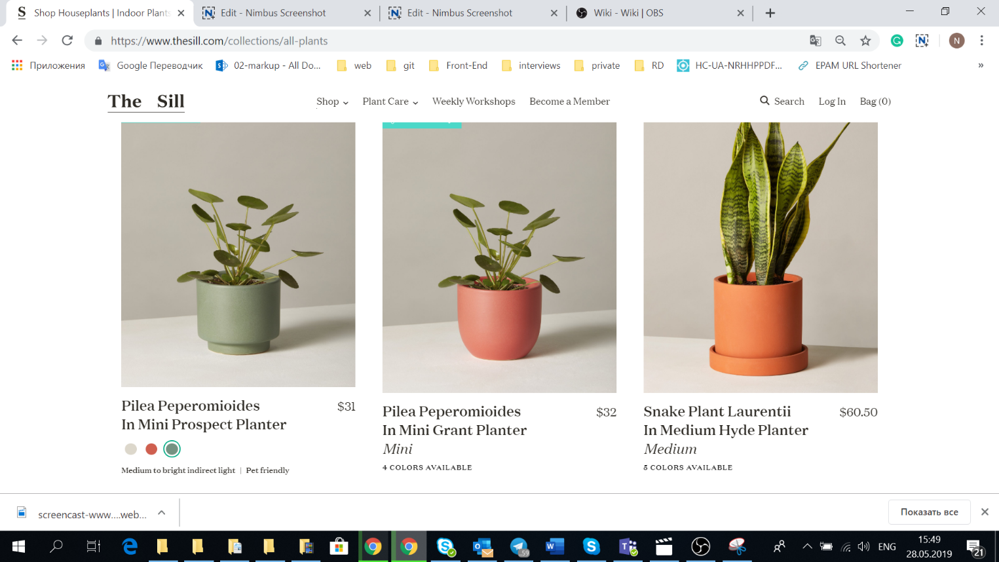 S Shop Houseplants | Indoor Plants
Edit - Nimbus Screenshot
Edit - Nimbus Screenshot
Wiki - Wiki | OBS
https://www.thesill.com/collections/all-plants
N
Приложения
Google Переводчик
02-markup - All Do...
web
git
Front-End
interviews
private
RD
HC-UA-NRHHPPDF...
EPAM URL Shortener
»
The Sill
Shop
Plant Care
Weekly Workshops
Become a Member
Search
Log In
Bag (0)
Pilea Peperomioides
In Mini Prospect Planter
$31
Medium to bright indirect light | Pet friendly
Pilea Peperomioides
In Mini Grant Planter
$32
Mini
4 COLORS AVAILABLE
Snake Plant Laurentii
In Medium Hyde Planter
$60.50
Medium
5 COLORS AVAILABLE
screencast-www....web...
Показать все
.59
ENG
15:49
28.05.2019
21